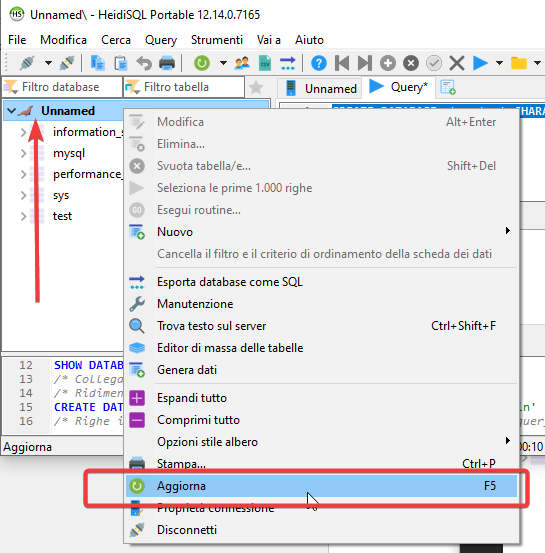 Unnamed\ - HeidiSQL Portable 12.14.0.7165
File Modifica Cerca Query Strumenti Vai a Aiuto
Filtro database Filtro tabella Unnamed Query*
Unnamed
information_s
mysql
performance_
sys
test
Modifica Alt+Enter
Elimina...
Svuota tabella/e... Shift+Del
Seleziona le prime 1.000 righe
Esegui routine...
Nuovo
Cancella il filtro e il criterio di ordinamento della scheda dei dati
Esporta database come SQL
Manutenzione
Trova testo sul server Ctrl+Shift+F
Editor di massa delle tabelle
Genera dati
Espandi tutto
Comprimi tutto
Opzioni stile albero
Stampa... Ctrl+P
Aggiorna F5
Proprietà connessione
Disconnetti
12 SHOW DATAB
13 /* Collega
14 /* Ridimen
15 CREATE DAT in'
16 /* Righe i query
Aggiorna 00:10